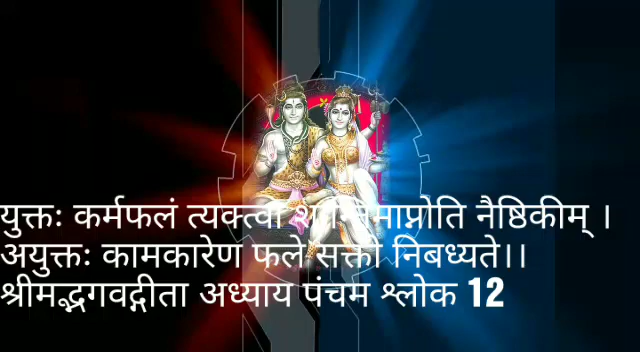 युक्तः कर्मफलं त्यक्त्वा शान्तिमाप्नोति नैष्ठिकीम् ।
अयुक्तः कामकारेण फले सक्तो निबध्यते।।
श्रीमद्भगवद्गीता अध्याय पंचम श्लोक 12